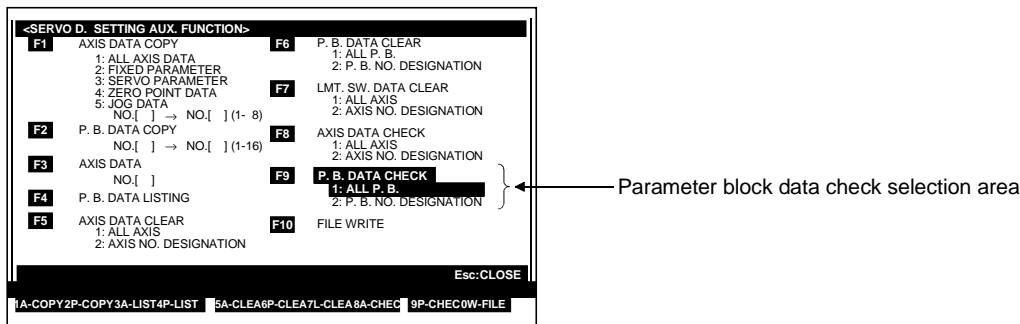 <SERVO D. SETTING AUX. FUNCTION>
F1 AXIS DATA COPY
1: ALL AXIS DATA
2: FIXED PARAMETER
3: SERVO PARAMETER
4: ZERO POINT DATA
5: JOG DATA
NO.[ ] → NO.[ ] (1- 8)
F2 P. B. DATA COPY
NO.[ ] → NO.[ ] (1-16)
F3 AXIS DATA
NO.[ ]
F4 P. B. DATA LISTING
F5 AXIS DATA CLEAR
1: ALL AXIS
2: AXIS NO. DESIGNATION
F6 P. B. DATA CLEAR
1: ALL P. B.
2: P. B. NO. DESIGNATION
F7 LMT. SW. DATA CLEAR
1: ALL AXIS
2: AXIS NO. DESIGNATION
F8 AXIS DATA CHECK
1: ALL AXIS
2: AXIS NO. DESIGNATION
F9 P. B. DATA CHECK
1: ALL P. B.
2: P. B. NO. DESIGNATION
F10 FILE WRITE
Parameter block data check selection area
Esc:CLOSE
1A-COPY2P-COPY3A-LIST4P-LIST 5A-CLEA6P-CLEA7L-CLEA8A-CHEC 9P-CHEC0W-FILE